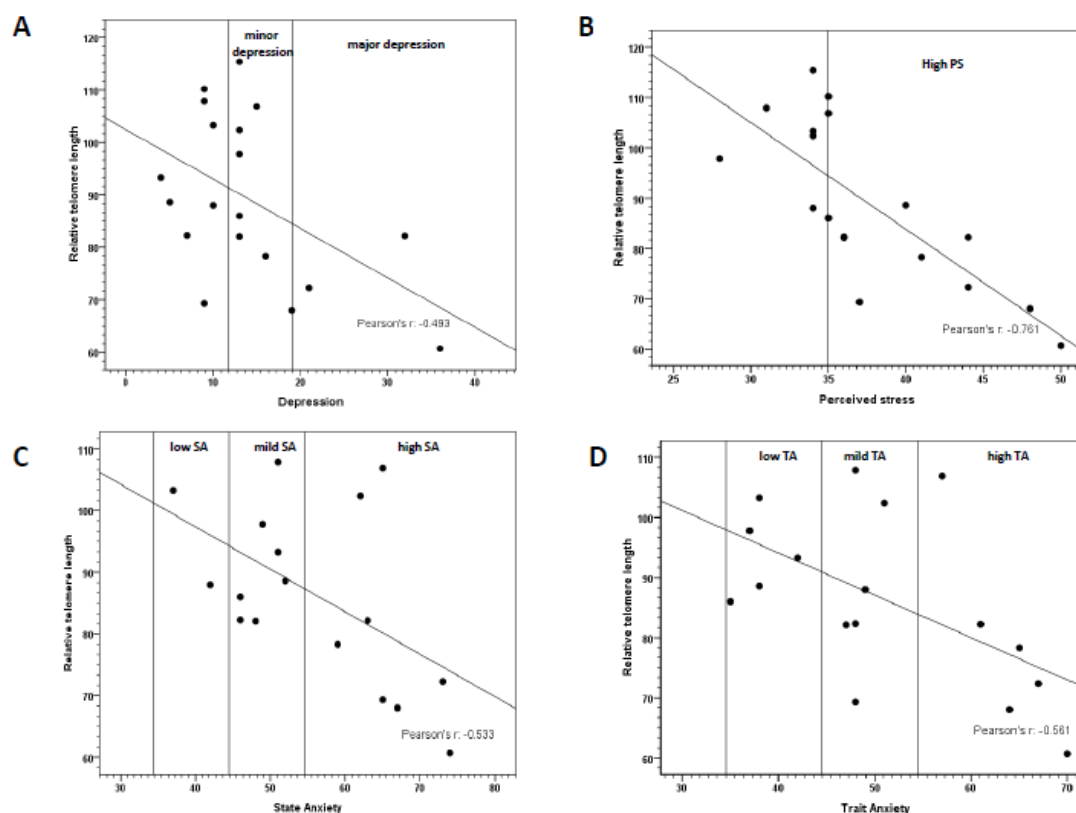 A
minor
depression
major depression
120
110
100
90
80
70
60
Relative telomere length
Pearson's r: -0.493
0
10
20
30
40
Depression
B
High PS
120
110
100
90
80
70
60
Relative telomere length
Pearson's r: -0.761
25
30
35
40
45
50
Perceived stress
C
low SA
mild SA
high SA
110
100
90
80
70
60
Relative telomere length
Pearson's r: -0.533
30
40
50
60
70
80
State Anxiety
D
low TA
mild TA
high TA
110
100
90
80
70
60
Relative telomere length
Pearson's r: -0.561
30
40
50
60
70
Trait Anxiety